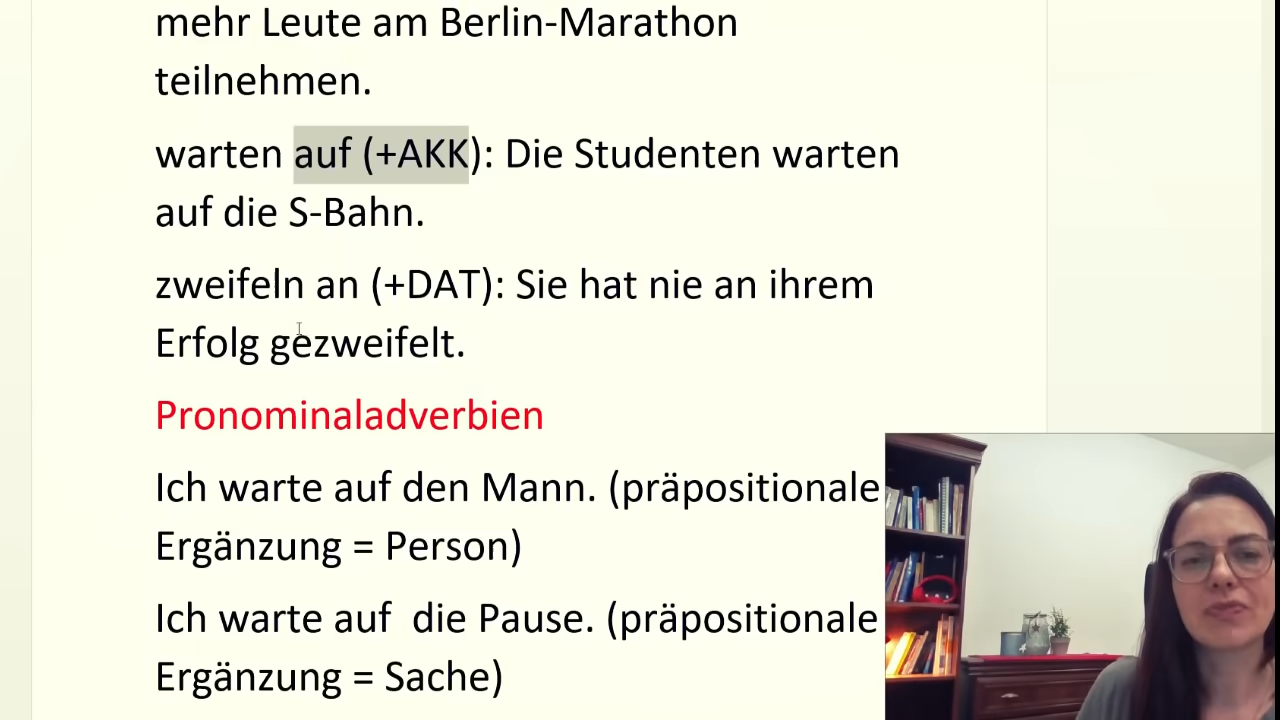 mehr Leute am Berlin-Marathon
teilnehmen.
warten auf (+AKK): Die Studenten warten
auf die S-Bahn.
zweifeln an (+DAT): Sie hat nie an ihrem
Erfolg gezweifelt.
Pronominaladverbien
Ich warte auf den Mann. (präpositionale
Ergänzung = Person)
Ich warte auf  die Pause. (präpositionale
Ergänzung = Sache)